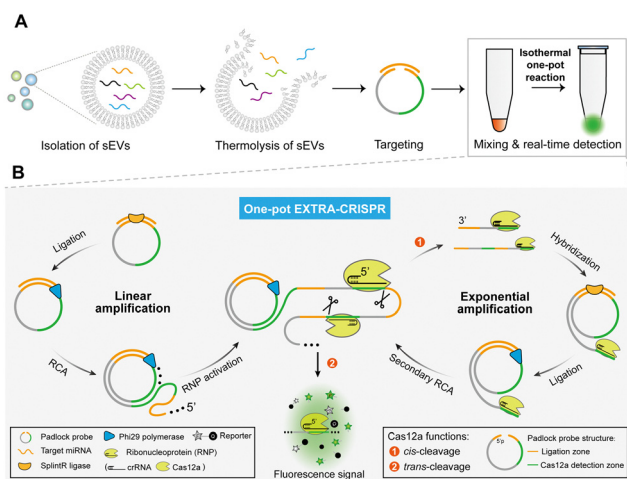 A
Isothermal
one-pot
reaction
Isolation of sEVs
Thermolysis of sEVs
Targeting
Mixing & real-time detection
B
One-pot EXTRA-CRISPR
Ligation
Linear
amplification
RCA
5'
RNP activation
5'
1
3'
Hybridization
Exponential
amplification
Ligation
Secondary RCA
2
5'
Fluorescence signal
Padlock probe
Phi29 polymerase
Reporter
Target miRNA
Ribonucleoprotein (RNP)
SplintR ligase
( crRNA Cas12a )
Cas12a functions:
1 cis-cleavage
2 trans-cleavage
5'p
Padlock probe structure:
Ligation zone
Cas12a detection zone